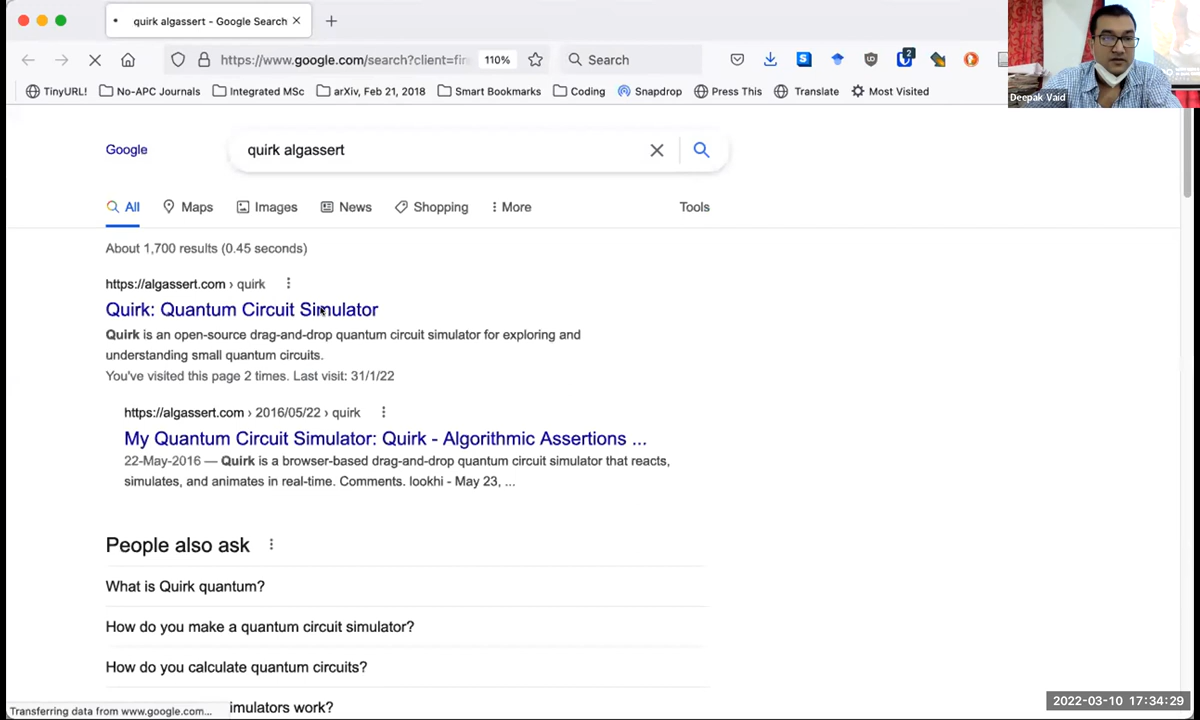 quirk algassert - Google Search
https://www.google.com/search?client=fir
110%
Search
S
2
TinyURL!
No-APC Journals
Integrated MSc
arXiv, Feb 21, 2018
Smart Bookmarks
Coding
Snapdrop
Press This
Translate
Most Visited
Deepak Vaid
Google
quirk algassert
All
Maps
Images
News
Shopping
More
Tools
About 1,700 results (0.45 seconds)
https://algassert.com › quirk
Quirk: Quantum Circuit Simulator
Quirk is an open-source drag-and-drop quantum circuit simulator for exploring and
understanding small quantum circuits.
You've visited this page 2 times. Last visit: 31/1/22
https://algassert.com › 2016/05/22 › quirk
My Quantum Circuit Simulator: Quirk - Algorithmic Assertions ...
22-May-2016 — Quirk is a browser-based drag-and-drop quantum circuit simulator that reacts,
simulates, and animates in real-time. Comments. lookhi - May 23, ...
People also ask
What is Quirk quantum?
How do you make a quantum circuit simulator?
How do you calculate quantum circuits?
imulators work?
Transferring data from www.google.com...
2022-03-10 17:34:29